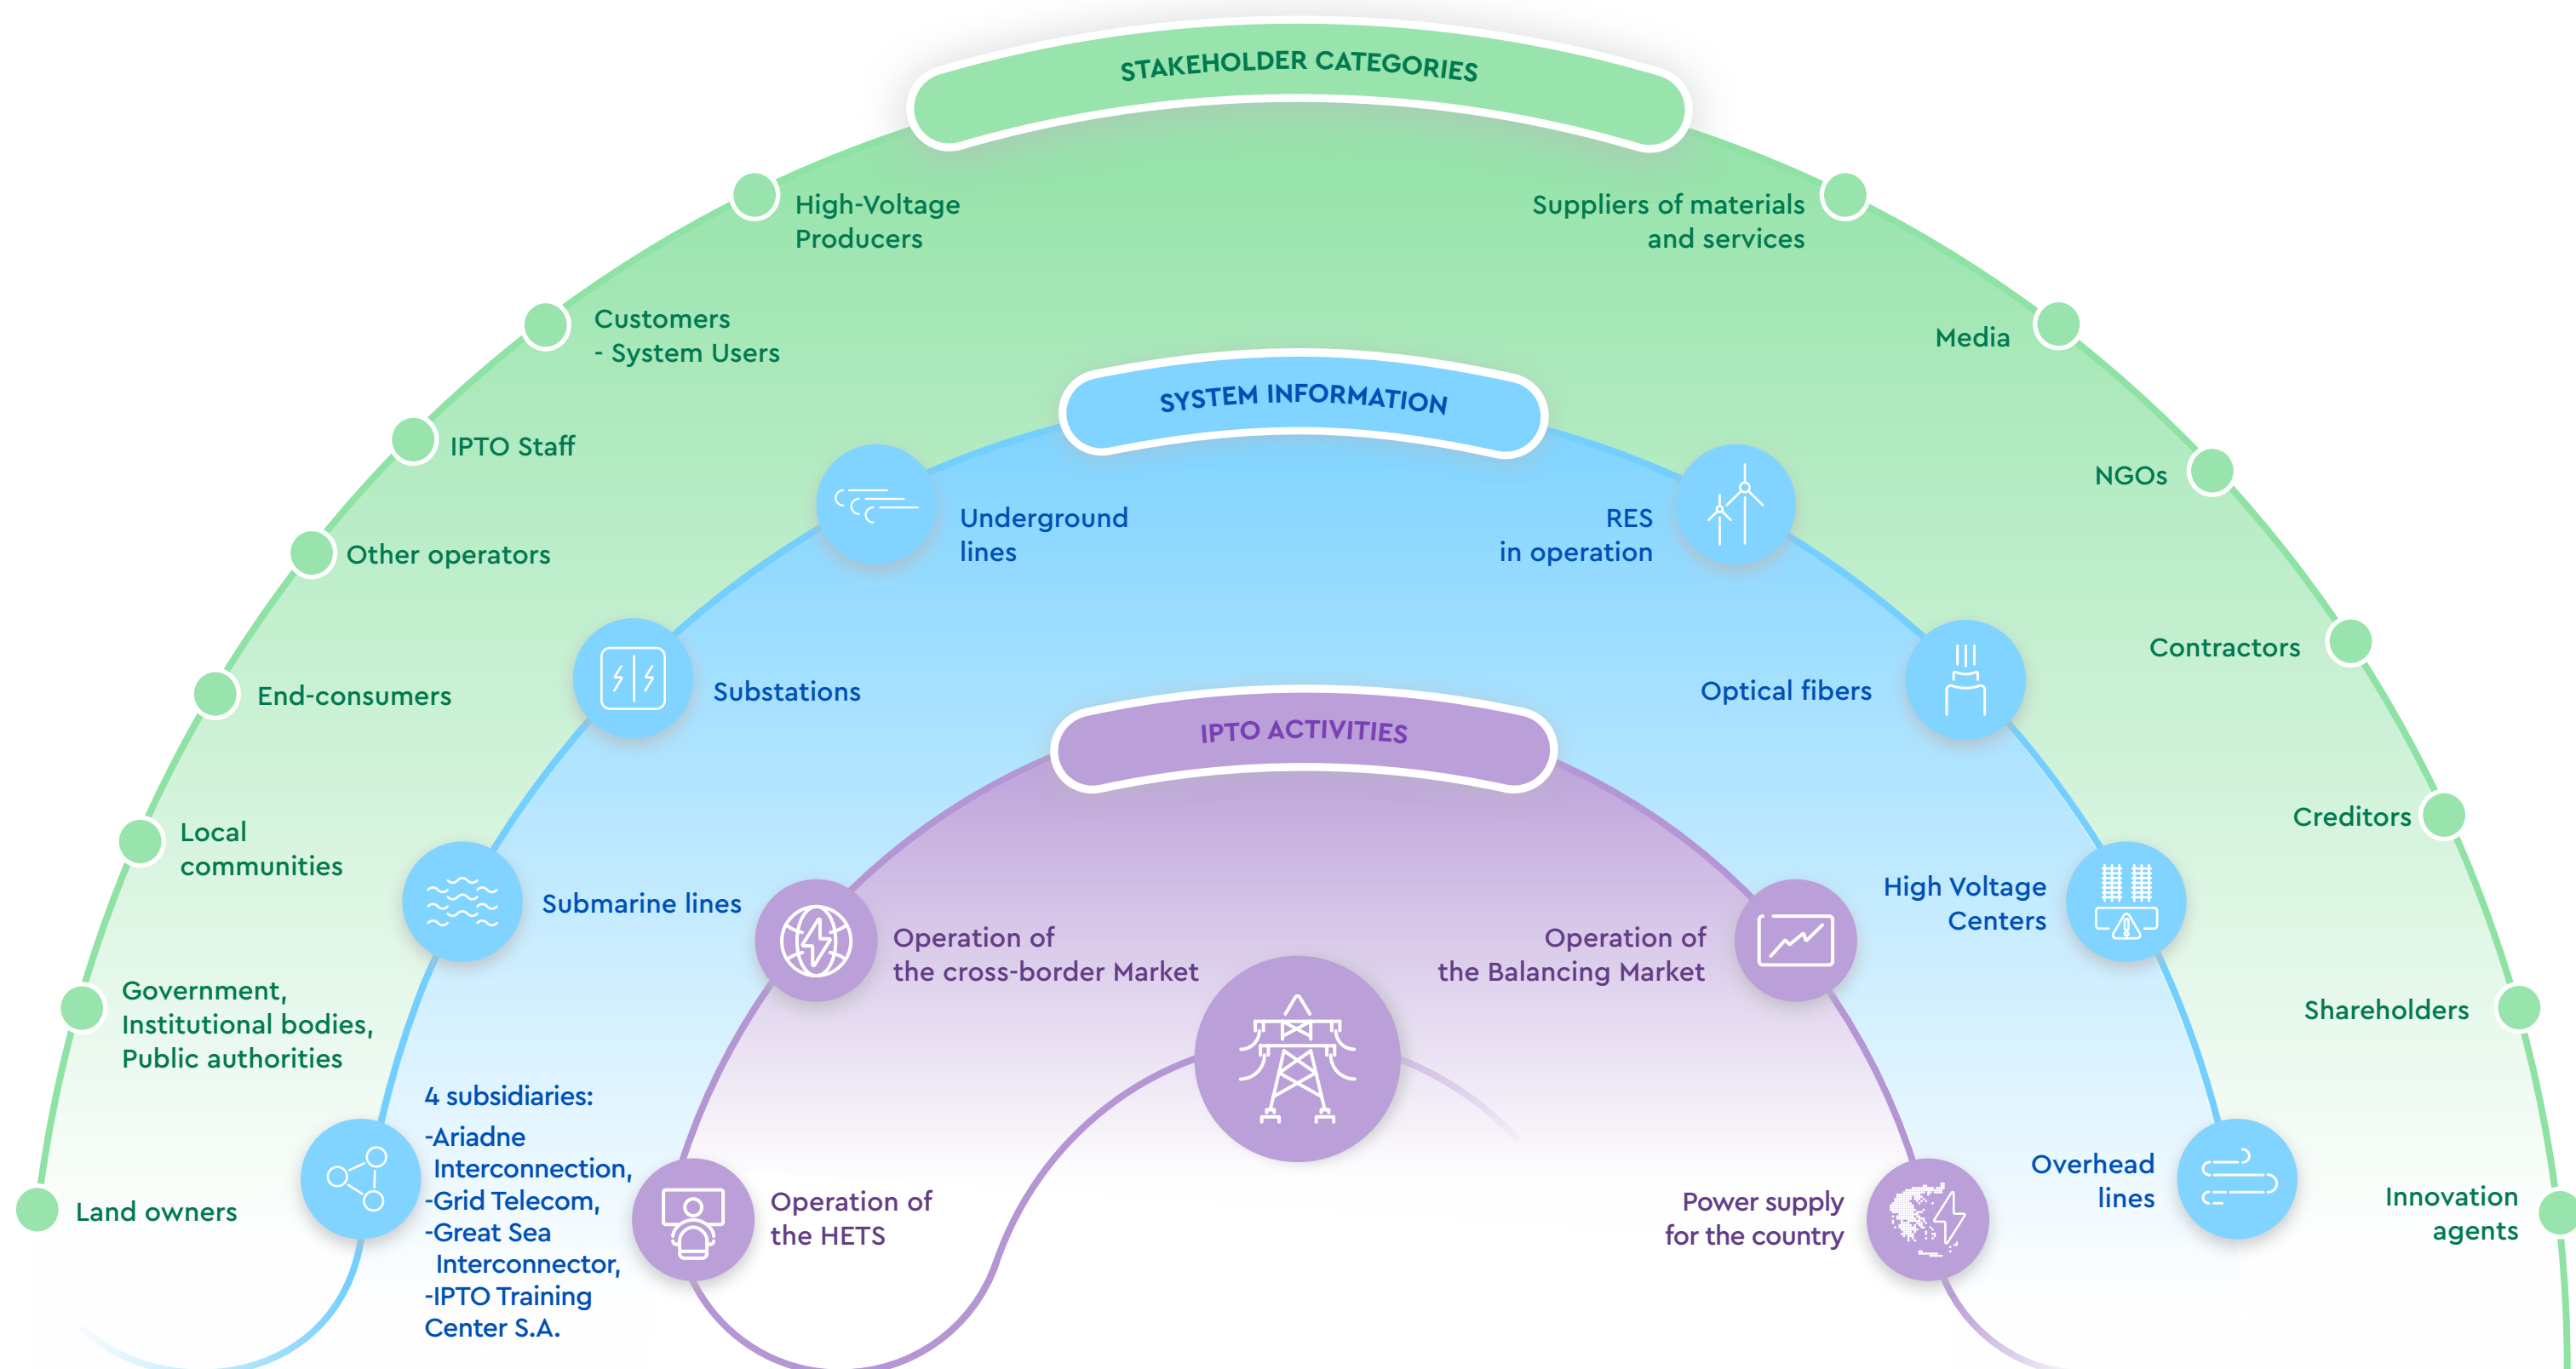 STAKEHOLDER CATEGORIES
High-Voltage
Producers
Customers
- System Users
IPTO Staff
Other operators
End-consumers
Local
communities
Government,
Institutional bodies,
Public authorities
Land owners
Suppliers of materials
and services
Media
NGOs
Contractors
Creditors
Shareholders
Innovation
agents
SYSTEM INFORMATION
Underground
lines
Substations
Submarine lines
4 subsidiaries:
-Ariadne
Interconnection,
-Grid Telecom,
-Great Sea
Interconnector,
-IPTO Training
Center S.A.
RES
in operation
Optical fibers
High Voltage
Centers
Overhead
lines
IPTO ACTIVITIES
Operation of
the cross-border Market
Operation of
the HETS
Operation of
the Balancing Market
Power supply
for the country